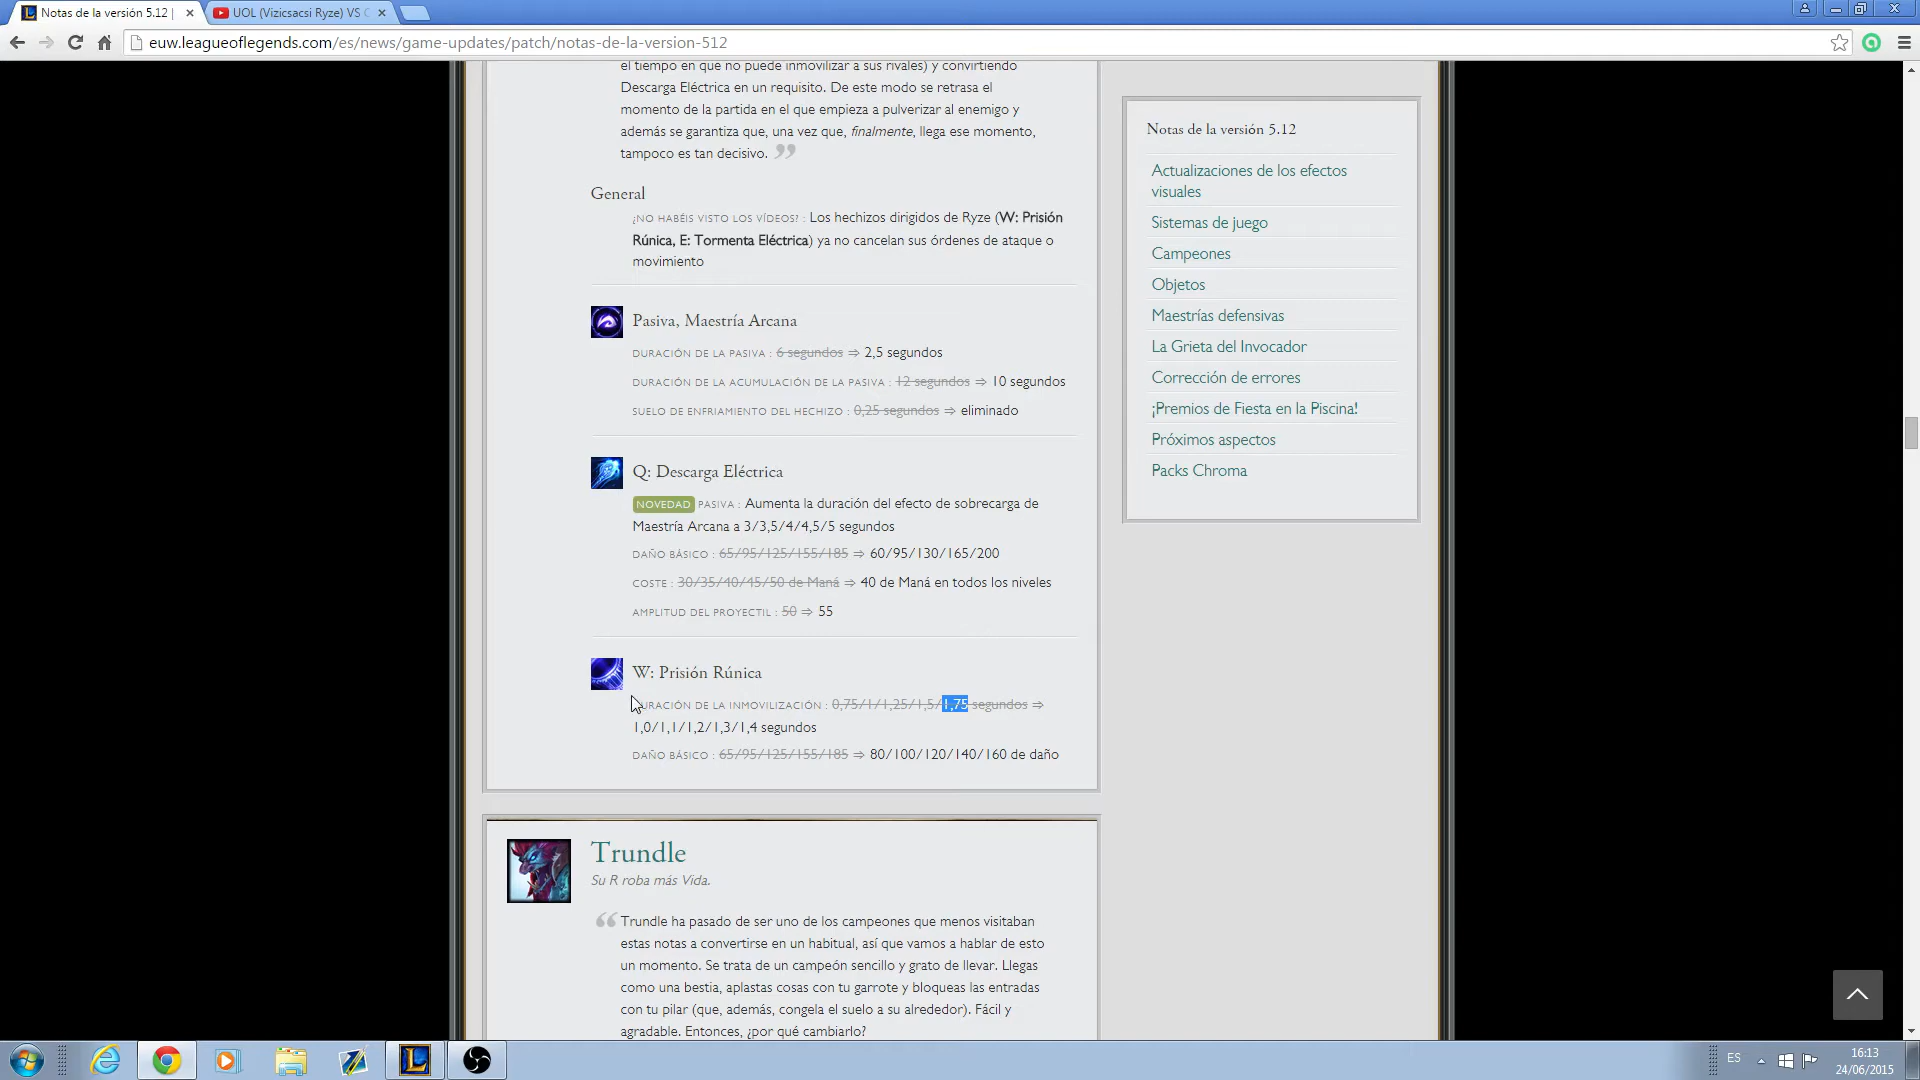 Notas de la versión 5.12 |
UOL (Vizicsacsi Ryze) VS C
euw.leagueoflegends.com/es/news/game-updates/patch/notas-de-la-version-512
el tiempo en que no puede inmovilizar a sus rivales) y convirtiendo
Descarga Eléctrica en un requisito. De este modo se retrasa el
momento de la partida en el que empieza a pulverizar al enemigo y
además se garantiza que, una vez que, finalmente, llega ese momento,
tampoco es tan decisivo.
General
¿NO HABÉIS VISTO LOS VÍDEOS? : Los hechizos dirigidos de Ryze (W: Prisión
Rúnica, E: Tormenta Eléctrica) ya no cancelan sus órdenes de ataque o
movimiento
Pasiva, Maestría Arcana
DURACIÓN DE LA PASIVA : 6 segundos ⇒ 2,5 segundos
DURACIÓN DE LA ACUMULACIÓN DE LA PASIVA : 12 segundos ⇒ 10 segundos
SUELO DE ENFRIAMIENTO DEL HECHIZO : 0,25 segundos ⇒ eliminado
Q: Descarga Eléctrica
NOVEDAD PASIVA : Aumenta la duración del efecto de sobrecarga de
Maestría Arcana a 3/3,5/4/4,5/5 segundos
DAÑO BÁSICO : 65/95/125/155/185 ⇒ 60/95/130/165/200
COSTE : 30/35/40/45/50 de Maná ⇒ 40 de Maná en todos los niveles
AMPLITUD DEL PROYECTIL : 50 ⇒ 55
W: Prisión Rúnica
DURACIÓN DE LA INMOVILIZACIÓN : 0,75/1/1,25/1,5/1,75 segundos ⇒
1,0/1,1/1,2/1,3/1,4 segundos
DAÑO BÁSICO : 65/95/125/155/185 ⇒ 80/100/120/140/160 de daño
Trundle
Su R roba más Vida.
Trundle ha pasado de ser uno de los campeones que menos visitaban
estas notas a convertirse en un habitual, así que vamos a hablar de esto
un momento. Se trata de un campeón sencillo y grato de llevar. Llegas
como una bestia, aplastas cosas con tu garrote y bloqueas las entradas
con tu pilar (que, además, congela el suelo a su alrededor). Fácil y
agradable. Entonces, ¿por qué cambiarlo?
Notas de la versión 5.12
Actualizaciones de los efectos
visuales
Sistemas de juego
Campeones
Objetos
Maestrías defensivas
La Grieta del Invocador
Corrección de errores
¡Premios de Fiesta en la Piscina!
Próximos aspectos
Packs Chroma
ES
16:13
24/06/2015